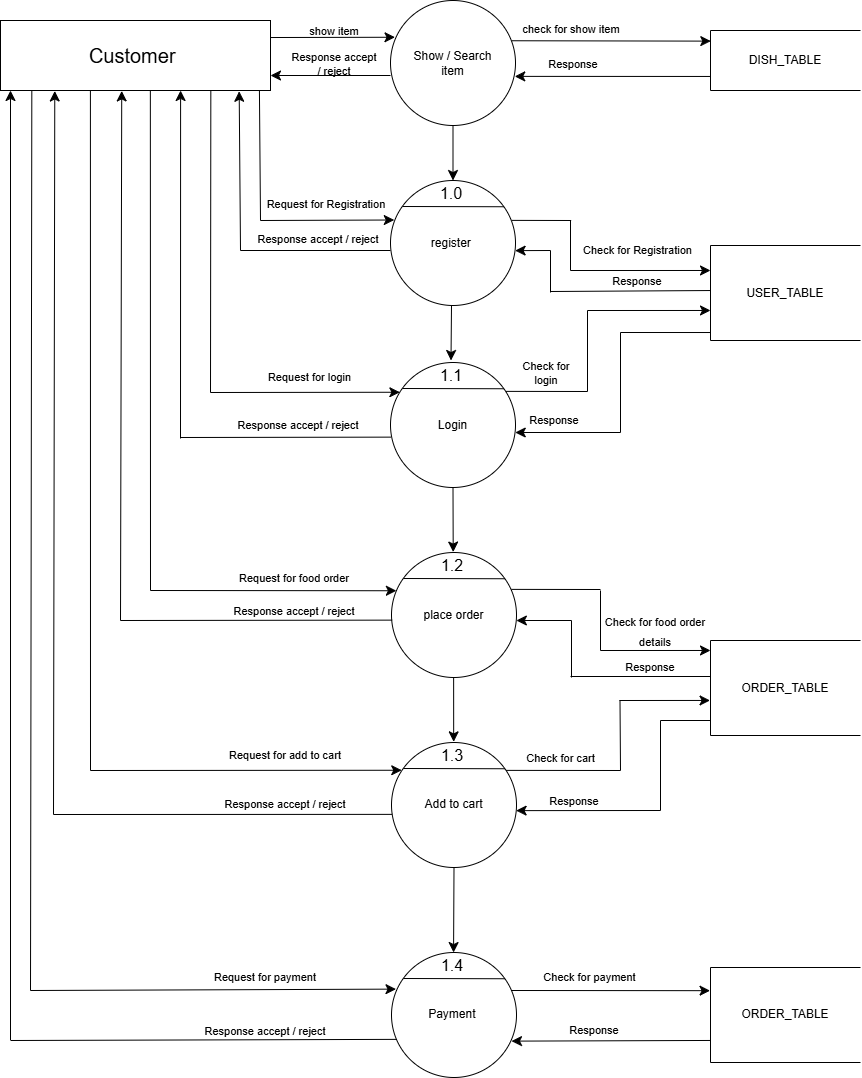 Customer
show item
Response accept
/ reject
Show / Search
item
check for show item
Response
DISH_TABLE
1.0
register
Request for Registration
Response accept / reject
Check for Registration
Response
USER_TABLE
1.1
Login
Request for login
Response accept / reject
Check for
login
Response
1.2
place order
Request for food order
Response accept / reject
Check for food order
details
Response
ORDER_TABLE
1.3
Add to cart
Request for add to cart
Response accept / reject
Check for cart
Response
1.4
Payment
Request for payment
Response accept / reject
Check for payment
Response
ORDER_TABLE